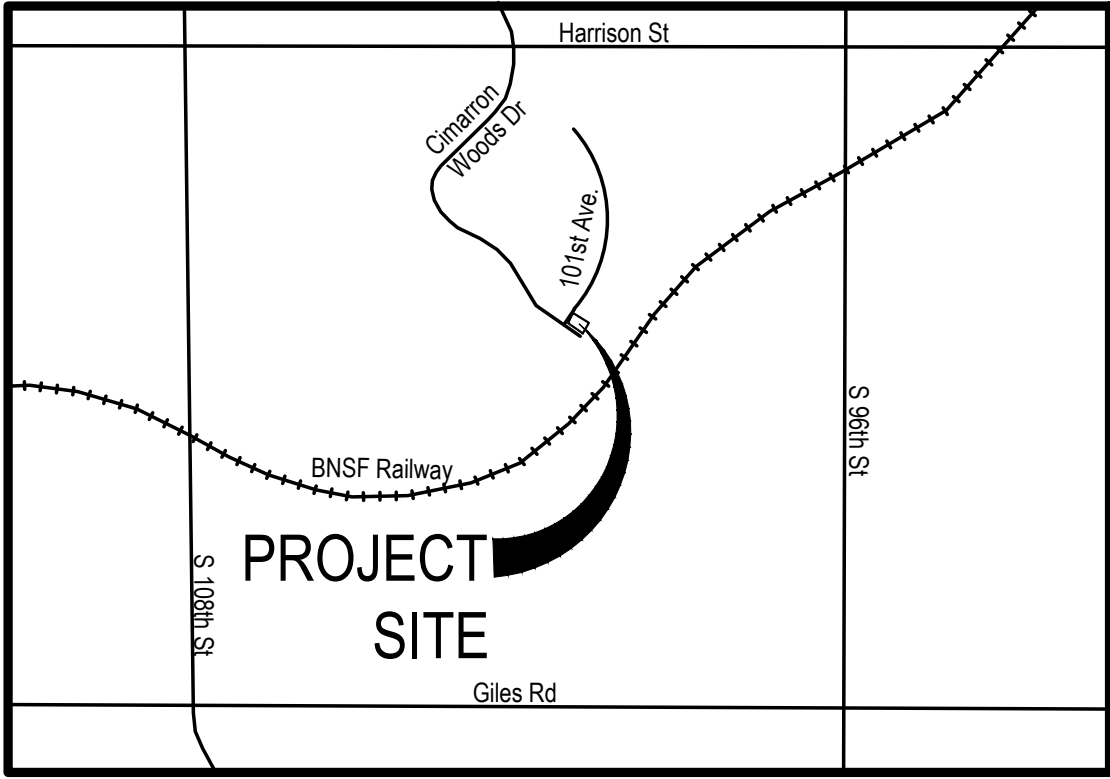 Harrison St
Cimarron
Woods Dr
101st Ave.
S 96th St
BNSF Railway
PROJECT
SITE
S 108th St
Giles Rd